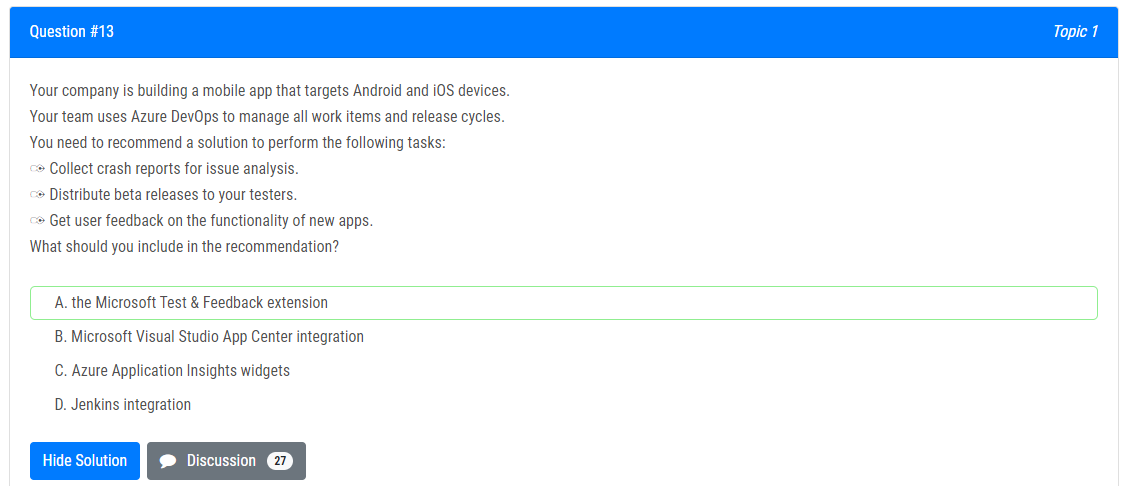 Question #13
Topic 1
Your company is building a mobile app that targets Android and iOS devices.
Your team uses Azure DevOps to manage all work items and release cycles.
You need to recommend a solution to perform the following tasks:
Collect crash reports for issue analysis.
Distribute beta releases to your testers.
Get user feedback on the functionality of new apps.
What should you include in the recommendation?
A. the Microsoft Test & Feedback extension
B. Microsoft Visual Studio App Center integration
C. Azure Application Insights widgets
D. Jenkins integration
Hide Solution
Discussion 27